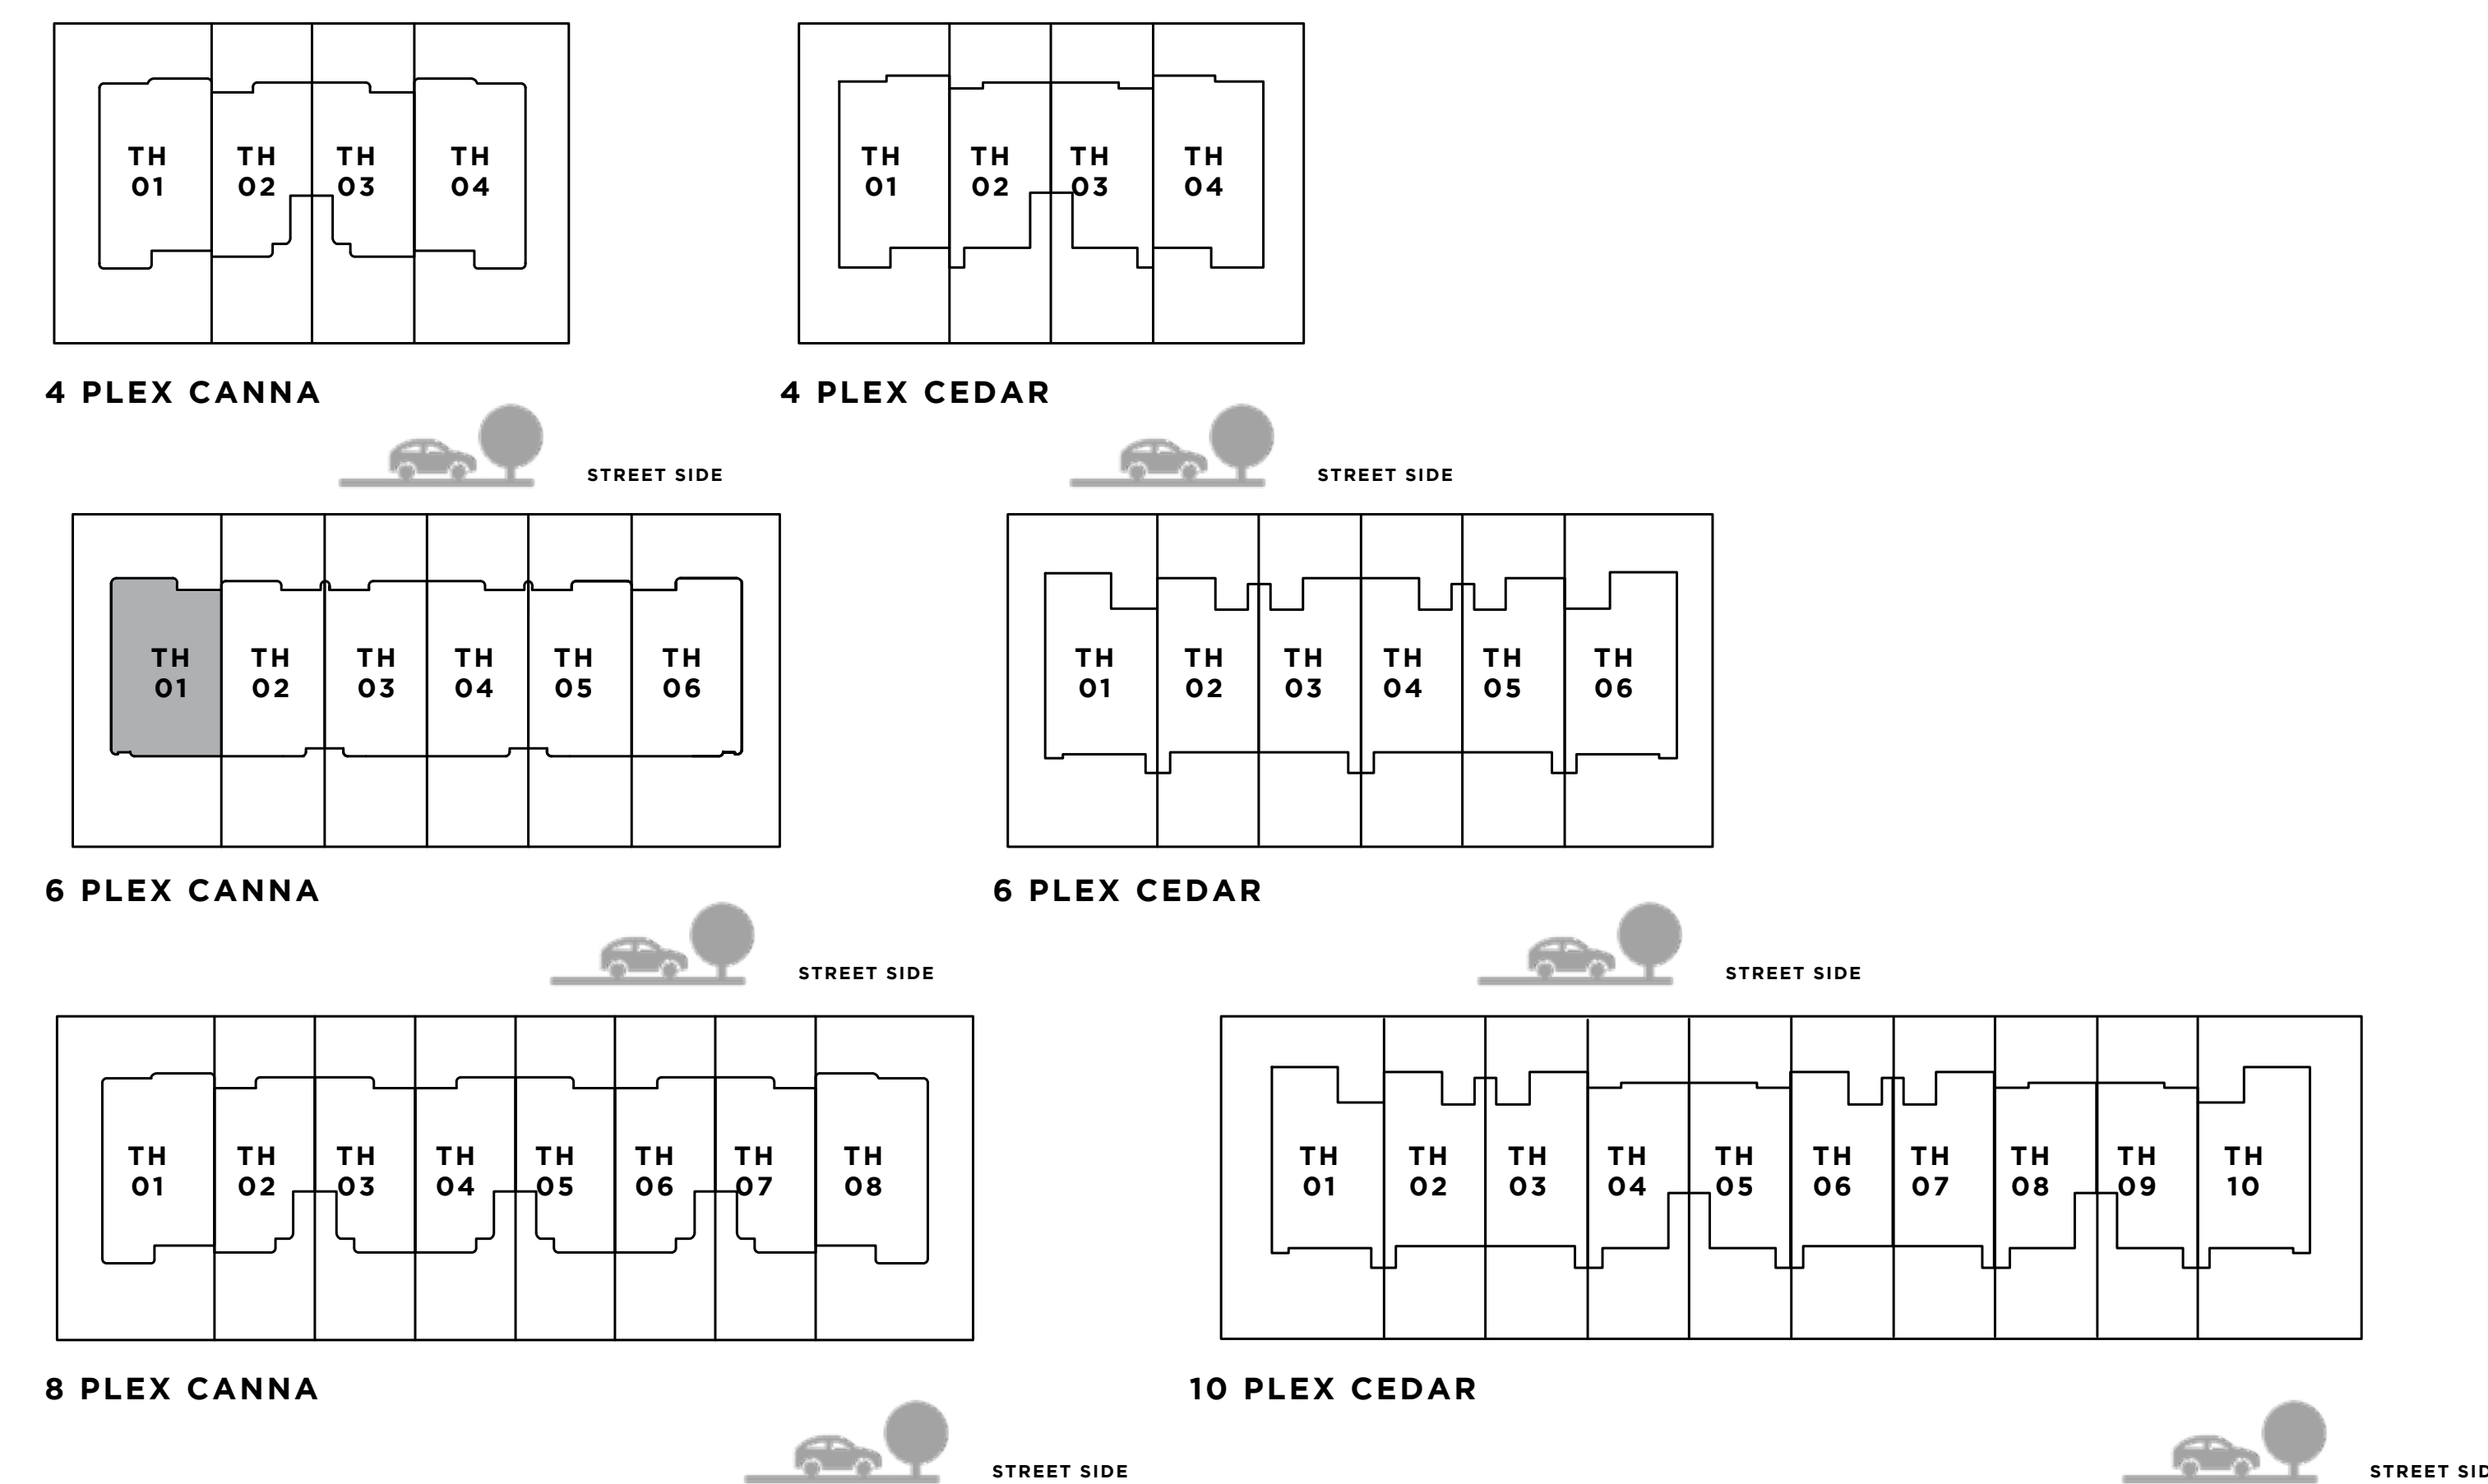 TH TH TH TH
01 02 03 04
4 PLEX CANNA
STREET SIDE
TH TH TH TH
01 02 03 04
4 PLEX CEDAR
STREET SIDE
TH TH TH TH TH TH
01 02 03 04 05 06
6 PLEX CANNA
STREET SIDE
TH TH TH TH TH TH
01 02 03 04 05 06
6 PLEX CEDAR
STREET SIDE
TH TH TH TH TH TH TH TH
01 02 03 04 05 06 07 08
8 PLEX CANNA
STREET SIDE
TH TH TH TH TH TH TH TH TH TH
01 02 03 04 05 06 07 08 09 10
10 PLEX CEDAR
STREET